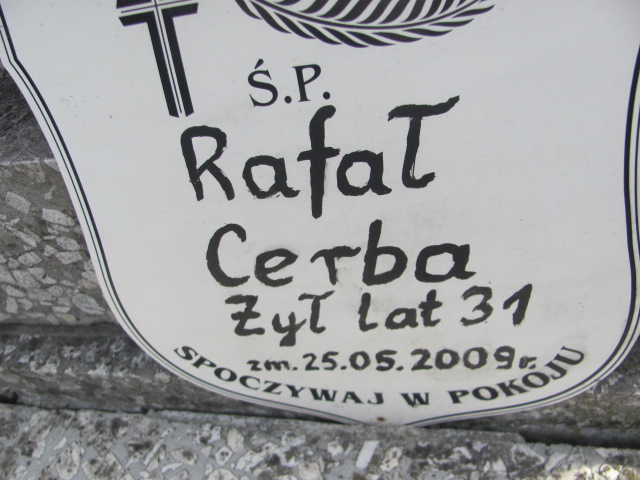 Ś.P.
Rafał
Cerba
Żył lat 31
zm. 25.05.2009 r.
SPOCZYWAJ W POKOJU